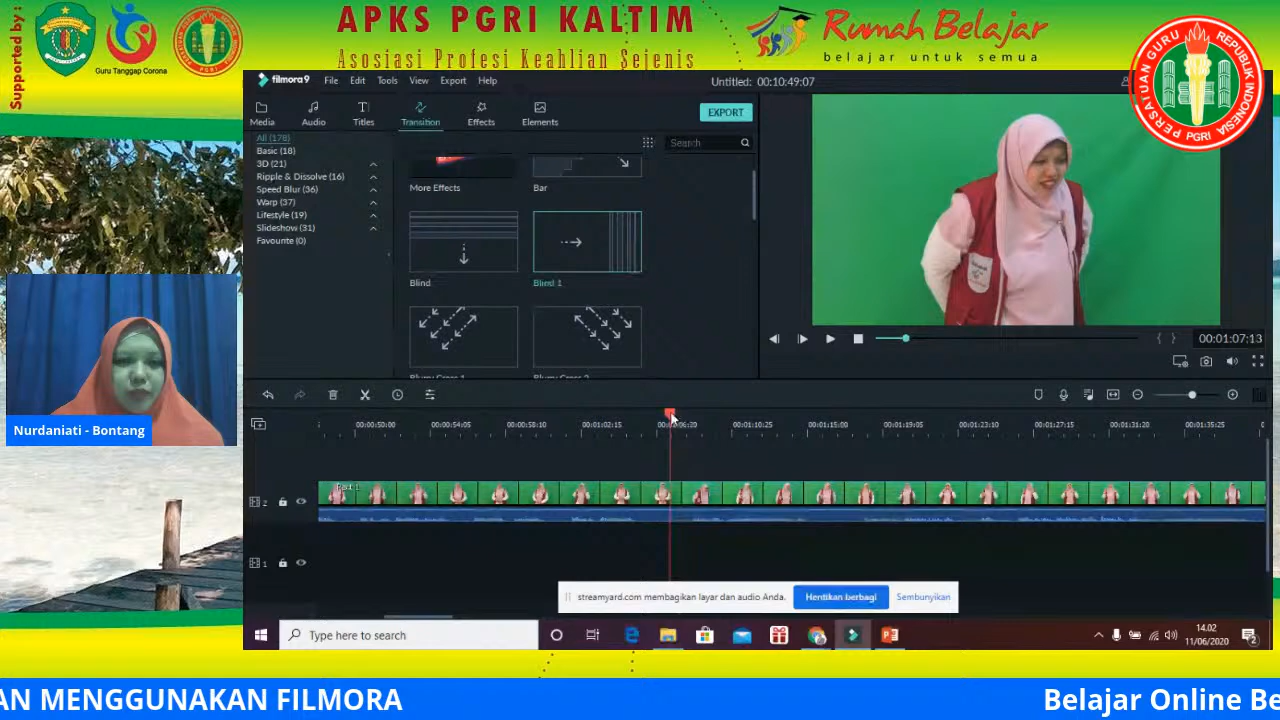 Supported by :
Guru Tanggap Corona
APKS PGRI KALTIM
Asosiasi Profesi Keahlian Sejenis
Rumah Belajar
belajar untuk semua
PERSATUAN GURU REPUBLIK INDONESIA
PGRI
filmora9 File Edit Tools View Export Help
Untitled: 00:10:49:07
Media Audio Titles Transition Effects Elements
EXPORT
All (178)
Basic (18)
3D (21)
Ripple & Dissolve (16)
Speed Blur (36)
Warp (37)
Lifestyle (19)
Slideshow (31)
Favourite (0)
Search
More Effects Bar
Blind Blind 1
00:01:07:13
00:00:50:00 00:00:54:05 00:00:58:10 00:01:02:15 00:01:10:25 00:01:15:00 00:01:19:05 00:01:23:10 00:01:27:15 00:01:31:20 00:01:35:25
Part 1
2
1
Nurdaniati - Bontang
streamyard.com membagikan layar dan audio Anda. Hentikan berbagi Sembunyikan
Type here to search
14.02
11/06/2020
2
AN MENGGUNAKAN FILMORA
Belajar Online Be